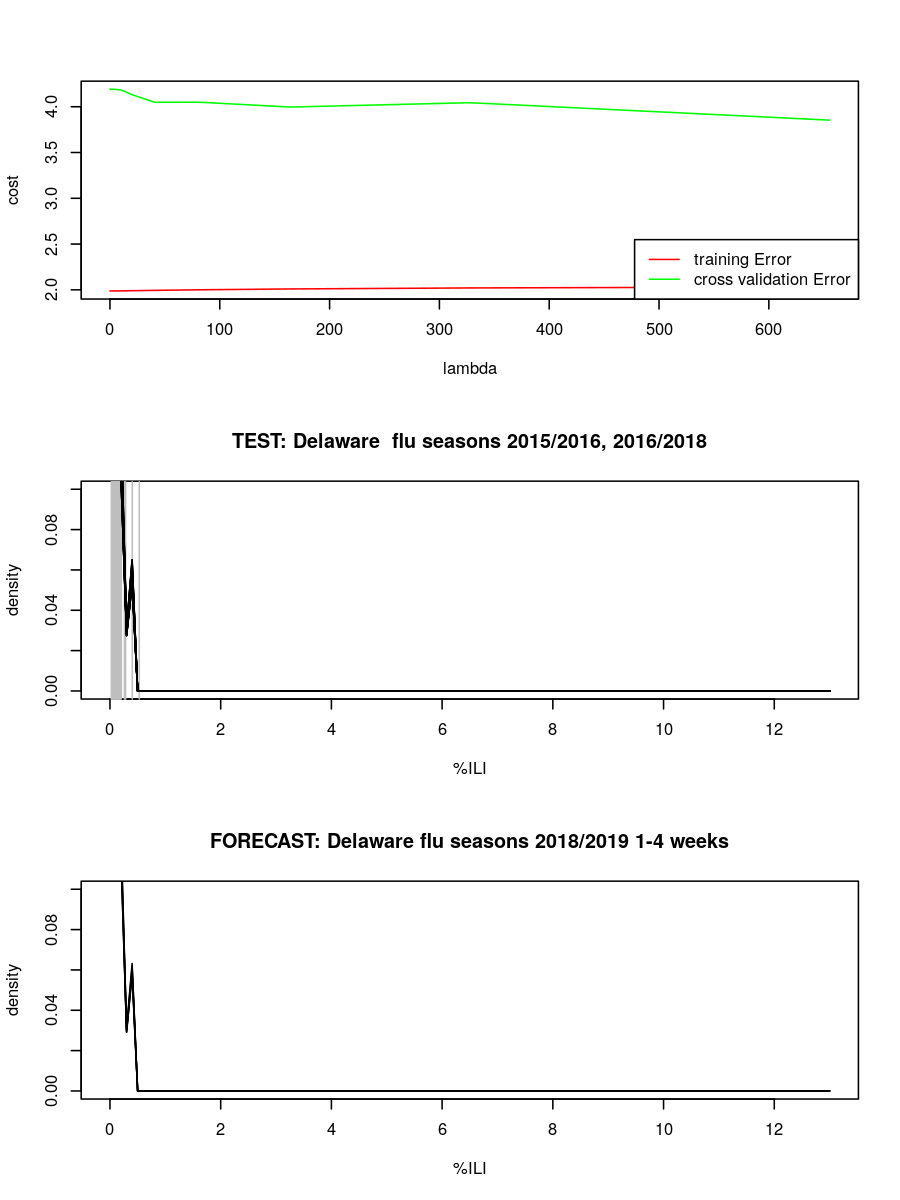 4.0
3.5
3.0
2.5
2.0
cost
training Error
cross validation Error
0 100 200 300 400 500 600
lambda
TEST: Delaware  flu seasons 2015/2016, 2016/2018
0.08
0.04
0.00
density
0 2 4 6 8 10 12
%ILI
FORECAST: Delaware flu seasons 2018/2019 1-4 weeks
0.08
0.04
0.00
density
0 2 4 6 8 10 12
%ILI